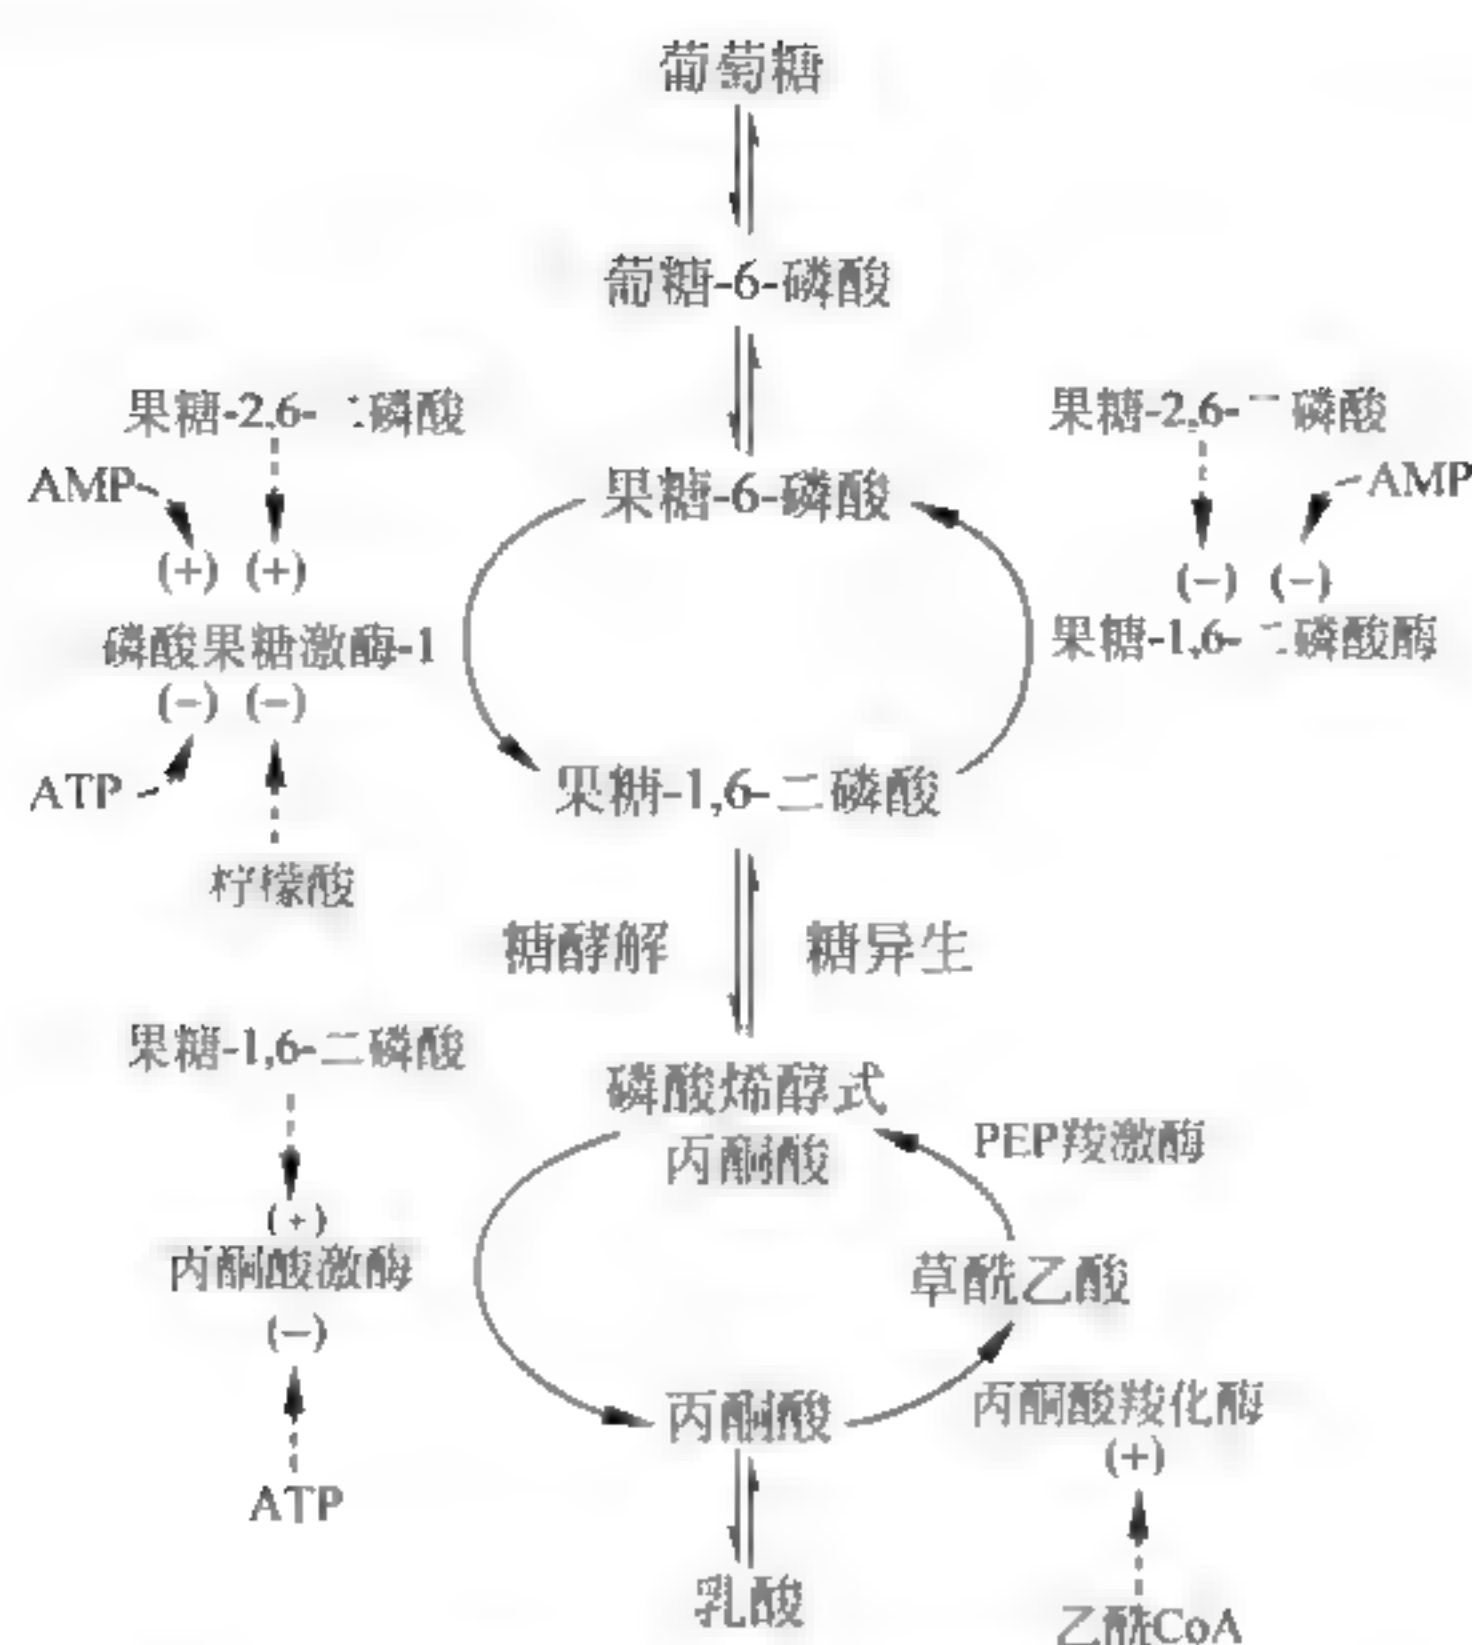 葡萄糖
葡糖-6-磷酸
果糖-2,6-二磷酸
果糖-2,6-二磷酸
AMP
果糖-6-磷酸
AMP
(+) (+)
(−) (−)
磷酸果糖激酶-1
果糖-1,6-二磷酸酶
(−) (−)
ATP
果糖-1,6-二磷酸
柠檬酸
糖酵解
糖异生
果糖-1,6-二磷酸
磷酸烯醇式
丙酮酸
PEP羧激酶
(+)
丙酮酸激酶
草酰乙酸
(−)
丙酮酸
丙酮酸羧化酶
(+)
ATP
乳酸
乙酰CoA